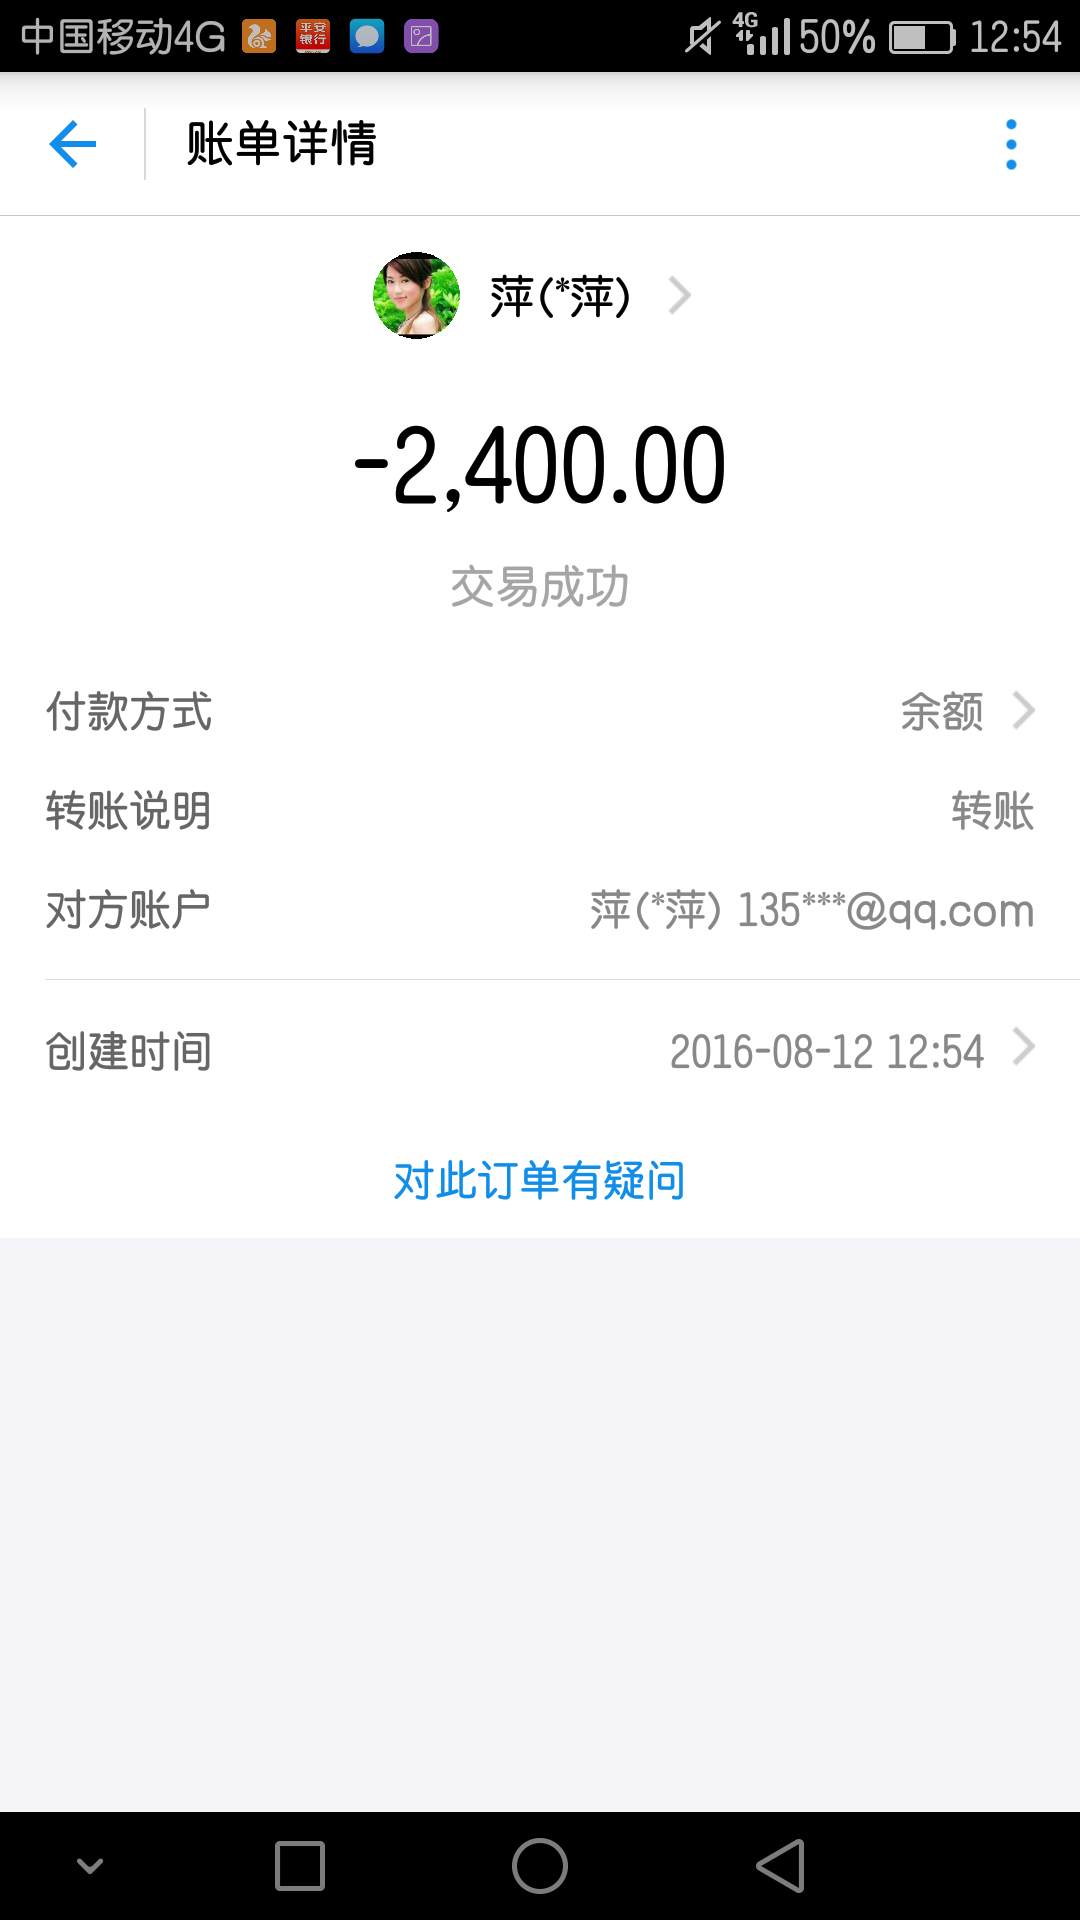 中国移动4G 平安银行 4G 50% 12:54
账单详情
萍(*萍)
-2,400.00
交易成功
付款方式 余额
转账说明 转账
对方账户 萍(*萍) 135***@qq.com
创建时间 2016-08-12 12:54
对此订单有疑问